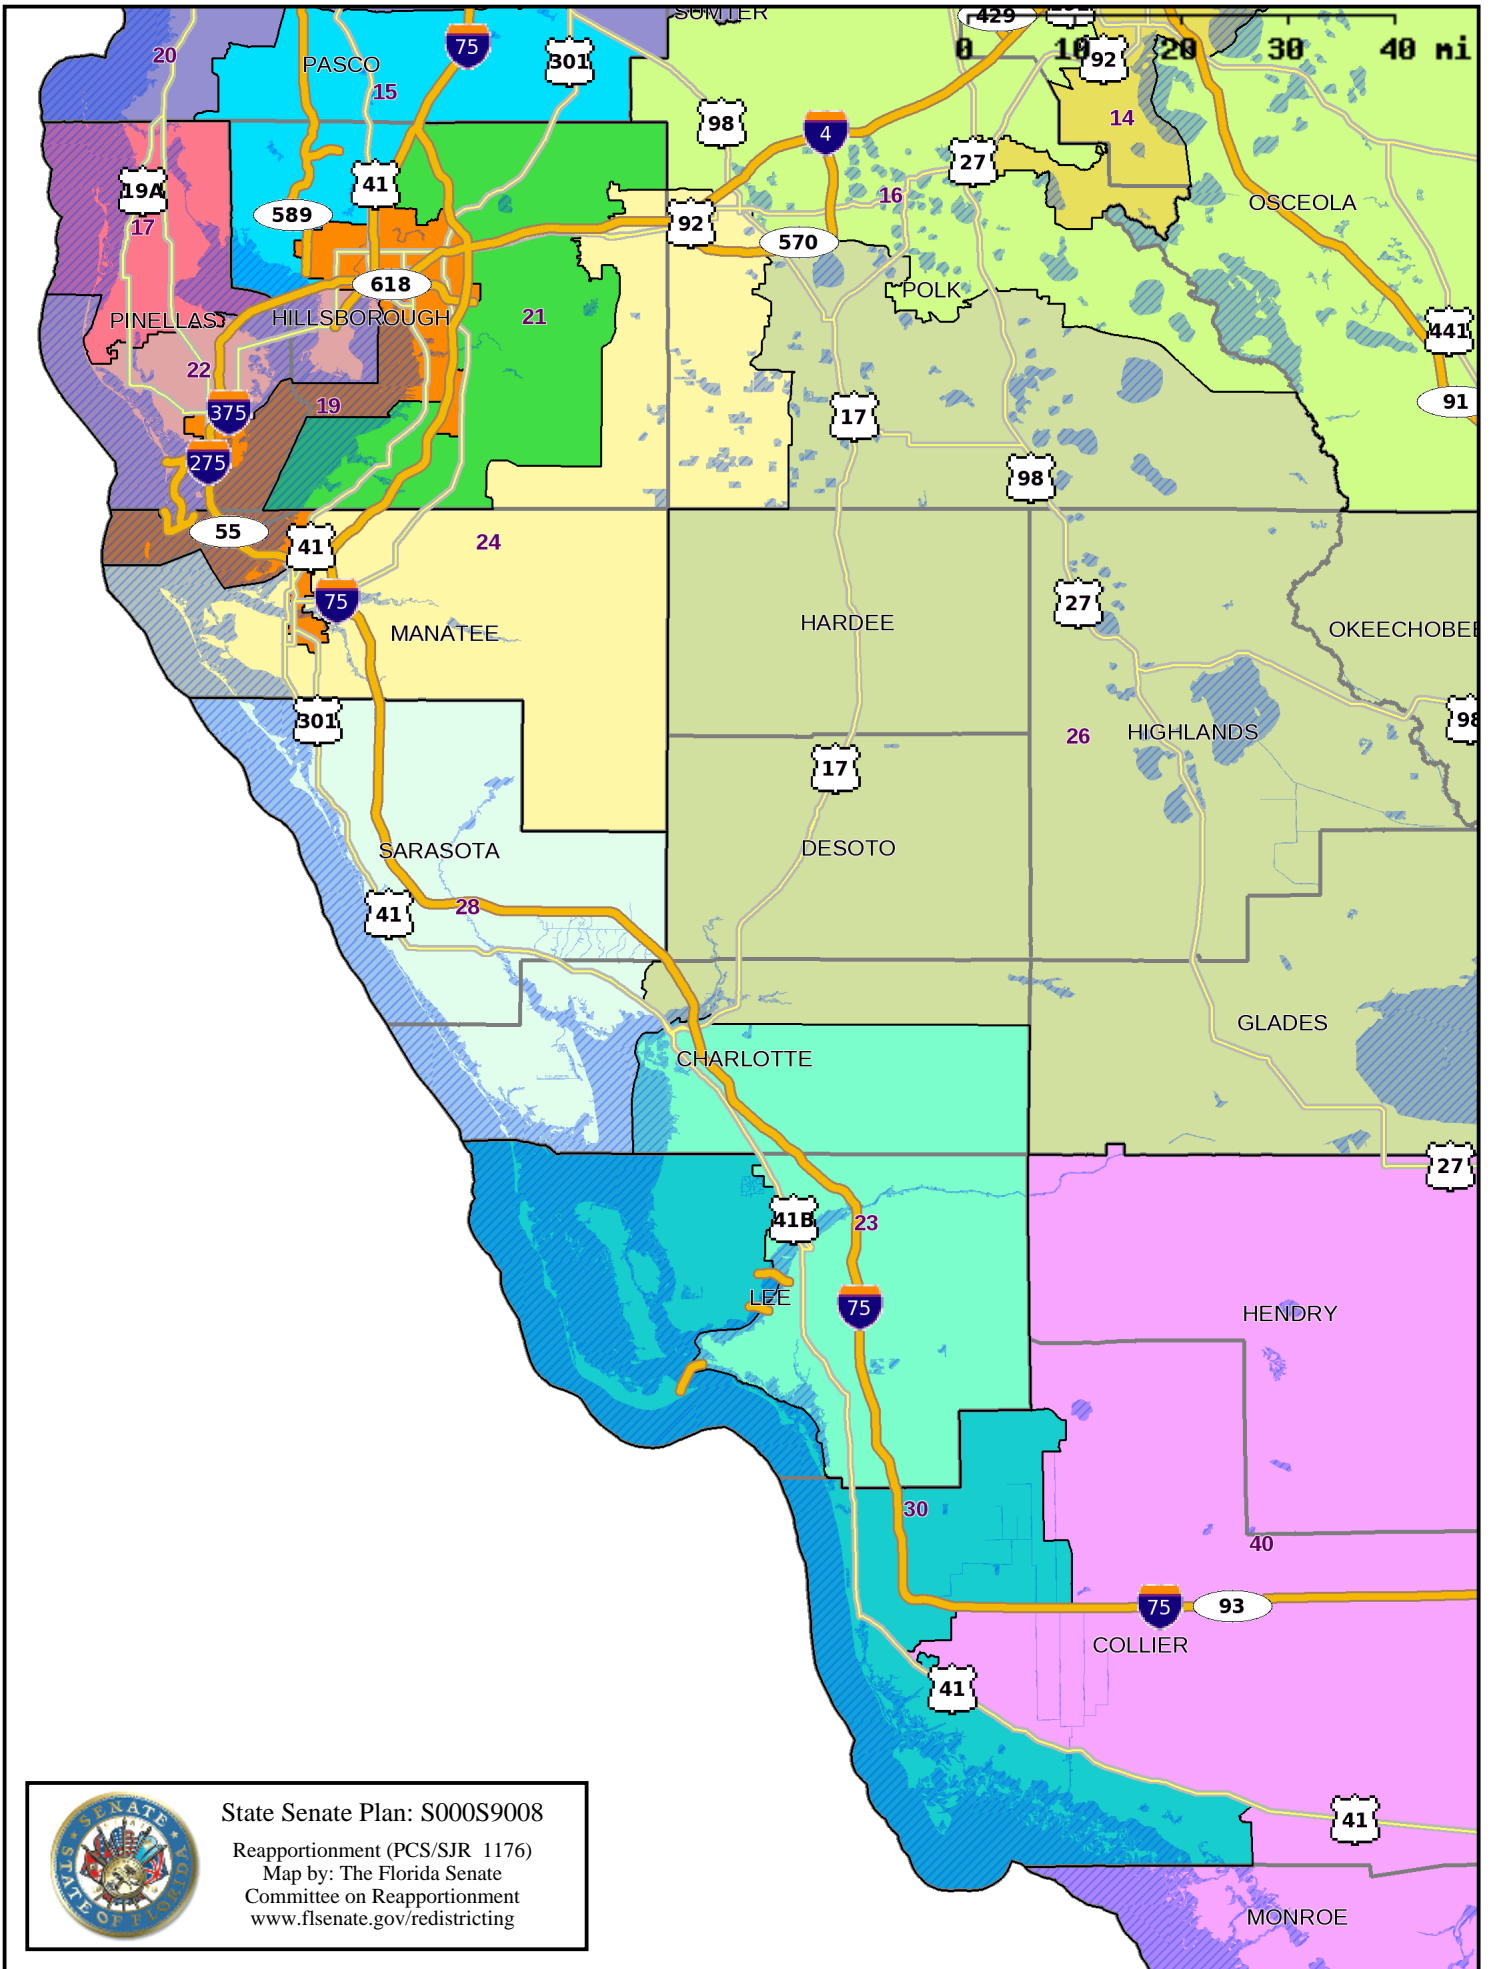 SUMTER
429
0 10 20 30 40 mi
20
PASCO
75
301
92
15
98
4
14
19A
41
27
16
17
589
92
OSCEOLA
570
618
POLK
PINELLAS
HILLSBOROUGH
21
441
22
375
19
17
91
275
98
55
41
24
75
27
MANATEE
HARDEE
OKEECHOBEE
301
98
26
HIGHLANDS
17
SARASOTA
DESOTO
41
28
GLADES
CHARLOTTE
27
41B
23
LEE
75
HENDRY
30
40
75
93
COLLIER
41
41
MONROE
SENATE
STATE OF FLORIDA
State Senate Plan: S000S9008
Reapportionment (PCS/SJR 1176)
Map by: The Florida Senate
Committee on Reapportionment
www.flsenate.gov/redistricting